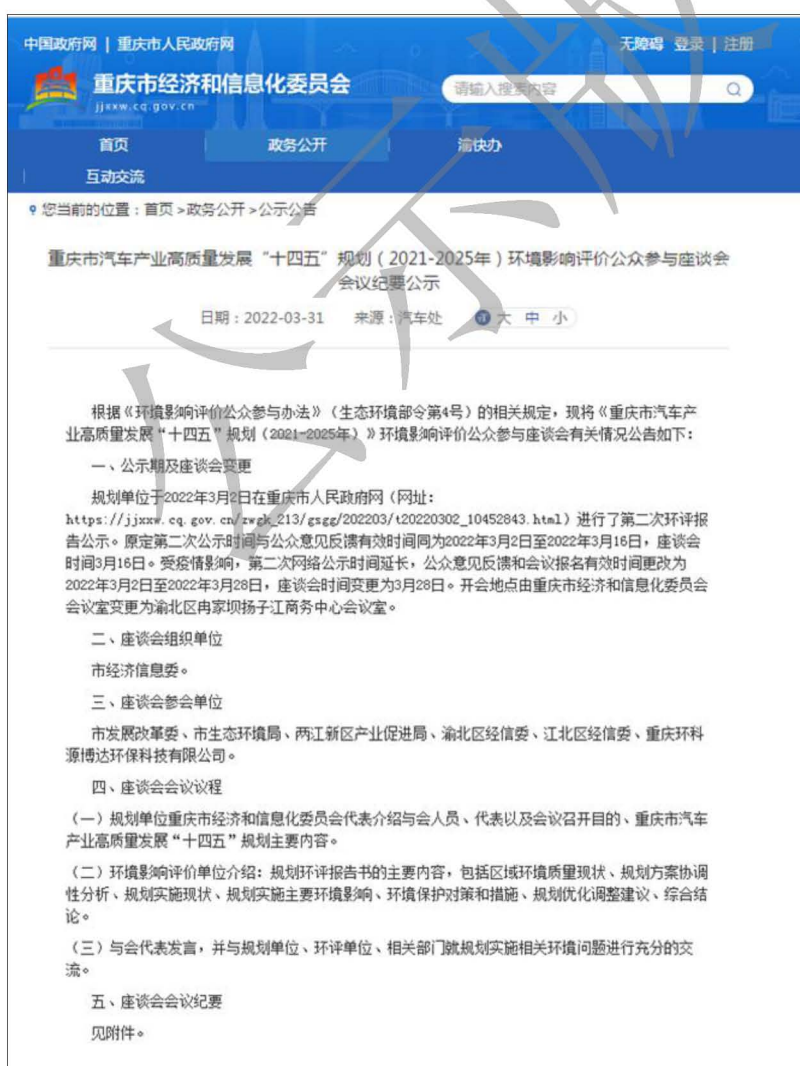 中国政府网 | 重庆市人民政府网
无障碍 登录 | 注册
重庆市经济和信息化委员会
jjxxw.cq.gov.cn
请输入搜索内容
首页 政务公开 渝快办
互动交流
您当前的位置：首页 >政务公开 >公示公告
重庆市汽车产业高质量发展“十四五”规划（2021-2025年）环境影响评价公众参与座谈会
会议纪要公示
日期：2022-03-31 来源：汽车处 大 中 小
根据《环境影响评价公众参与办法》（生态环境部令第4号）的相关规定，现将《重庆市汽车产
业高质量发展“十四五”规划（2021-2025年）》环境影响评价公众参与座谈会有关情况公告如下：
一、公示期及座谈会变更
规划单位于2022年3月2日在重庆市人民政府网（网址：
https://jjxxw.cq.gov.cn/zwgk_213/gsgg/202203/t20220302_10452843.html）进行了第二次环评报
告公示。原定第二次公示时间与公众意见反馈有效时间同为2022年3月2日至2022年3月16日，座谈会
时间3月16日。受疫情影响，第二次网络公示时间延长，公众意见反馈和会议报名有效时间更改为
2022年3月2日至2022年3月28日，座谈会时间变更为3月28日。开会地点由重庆市经济和信息化委员会
会议室变更为渝北区冉家坝扬子江商务中心会议室。
二、座谈会组织单位
市经济信息委。
三、座谈会参会单位
市发展改革委、市生态环境局、两江新区产业促进局、渝北区经信委、江北区经信委、重庆环科
源博达环保科技有限公司。
四、座谈会会议议程
（一）规划单位重庆市经济和信息化委员会代表介绍与会人员、代表以及会议召开目的、重庆市汽车
产业高质量发展“十四五”规划主要内容。
（二）环境影响评价单位介绍：规划环评报告书的主要内容，包括区域环境质量现状、规划方案协调
性分析、规划实施现状、规划实施主要环境影响、环境保护对策和措施、规划优化调整建议、综合结
论。
（三）与会代表发言，并与规划单位、环评单位、相关部门就规划实施相关环境问题进行充分的交
流。
五、座谈会会议纪要
见附件。
公示版